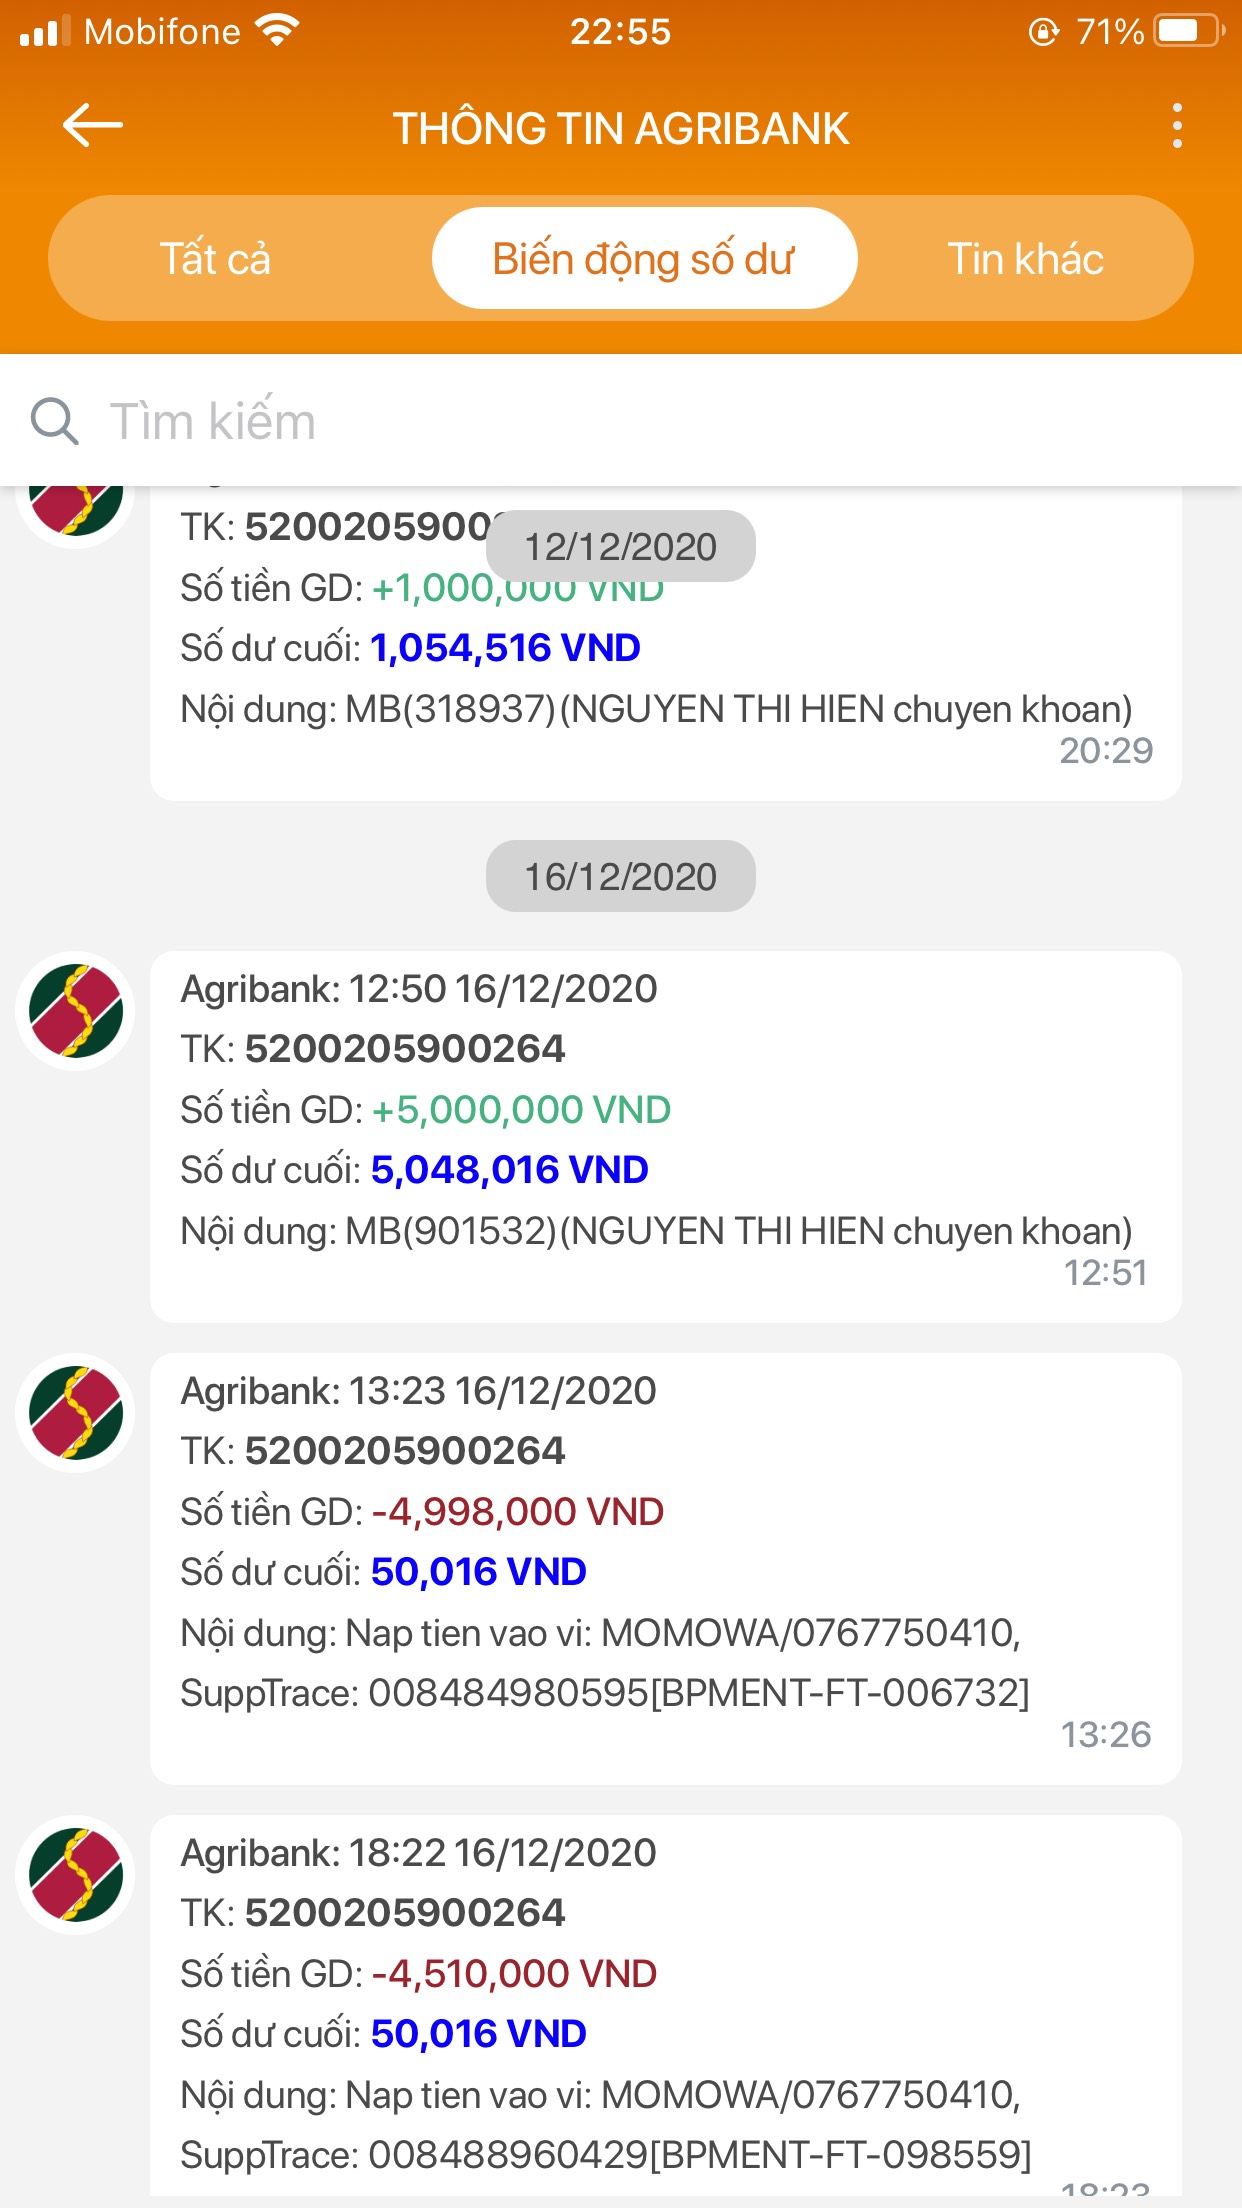 Mobifone 22:55 71%
THÔNG TIN AGRIBANK
Tất cả Biến động số dư Tin khác
Tìm kiếm
12/12/2020
TK: 5200205900
Số tiền GD: +1,000,000 VND
Số dư cuối: 1,054,516 VND
Nội dung: MB(318937)(NGUYEN THI HIEN chuyen khoan)
20:29
16/12/2020
Agribank: 12:50 16/12/2020
TK: 5200205900264
Số tiền GD: +5,000,000 VND
Số dư cuối: 5,048,016 VND
Nội dung: MB(901532)(NGUYEN THI HIEN chuyen khoan)
12:51
Agribank: 13:23 16/12/2020
TK: 5200205900264
Số tiền GD: -4,998,000 VND
Số dư cuối: 50,016 VND
Nội dung: Nap tien vao vi: MOMOWA/0767750410,
SuppTrace: 008484980595[BPMENT-FT-006732]
13:26
Agribank: 18:22 16/12/2020
TK: 5200205900264
Số tiền GD: -4,510,000 VND
Số dư cuối: 50,016 VND
Nội dung: Nap tien vao vi: MOMOWA/0767750410,
SuppTrace: 008488960429[BPMENT-FT-098559]
18:23